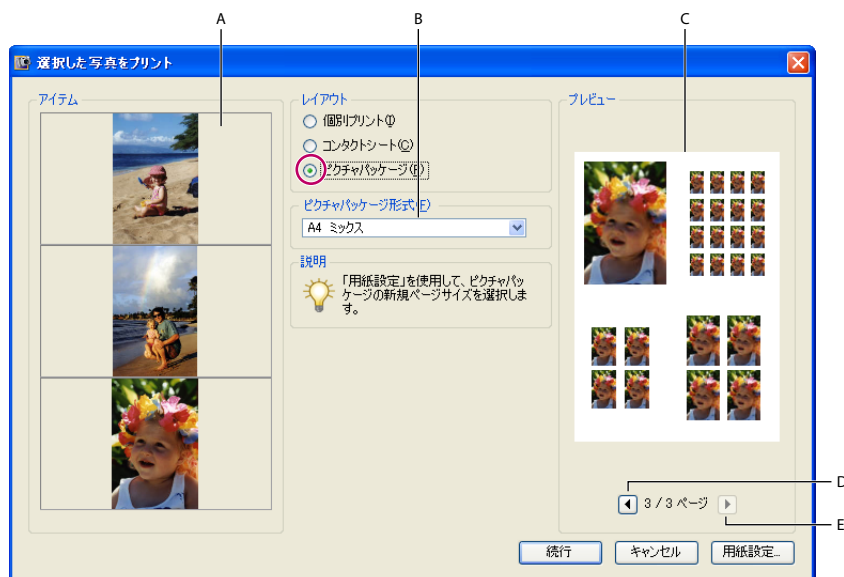 A
B
C
選択した写真をプリント
アイテム
レイアウト
個別プリント(I)
コンタクトシート(C)
ピクチャパッケージ(P)
ピクチャパッケージ形式(F)
A4 ミックス
説明
「用紙設定」を使用して、ピクチャパッ
ケージの新規ページサイズを選択しま
す。
プレビュー
D
3 / 3 ページ
E
続行
キャンセル
用紙設定...